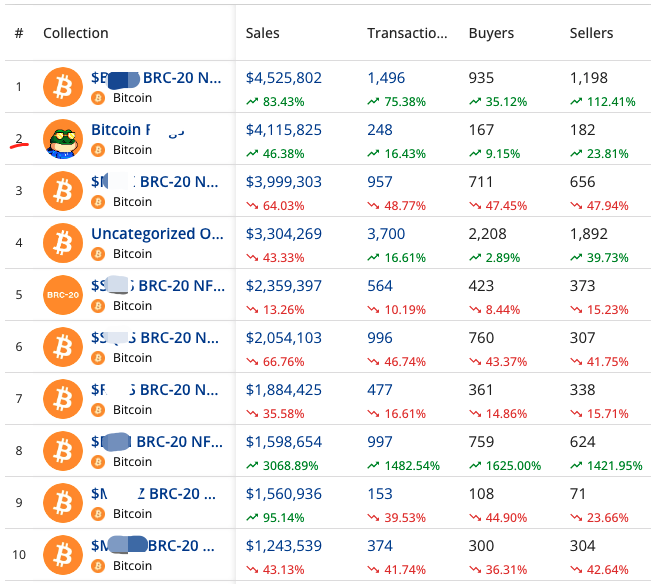 # Collection Sales Transactio... Buyers Sellers
1 BRC-20 N... $4,525,802 1,496 935 1,198
Bitcoin 83.43% 75.38% 35.12% 112.41%
2 Bitcoin $4,115,825 248 167 182
Bitcoin 46.38% 16.43% 9.15% 23.81%
3 BRC-20 N... $3,999,303 957 711 656
Bitcoin 64.03% 48.77% 47.45% 47.94%
4 Uncategorized O... $3,304,269 3,700 2,208 1,892
Bitcoin 43.33% 16.61% 2.89% 39.73%
BRC-20
5 BRC-20 NF... $2,359,397 564 423 373
Bitcoin 13.26% 10.19% 8.44% 15.23%
6 BRC-20 N... $2,054,103 996 760 307
Bitcoin 66.76% 46.74% 43.37% 41.75%
7 BRC-20 N... $1,884,425 477 361 338
Bitcoin 35.58% 16.61% 14.86% 15.71%
8 BRC-20 NF... $1,598,654 997 759 624
Bitcoin 3068.89% 1482.54% 1625.00% 1421.95%
9 BRC-20 ... $1,560,936 153 108 71
Bitcoin 95.14% 39.53% 44.90% 23.66%
10 BRC-20 ... $1,243,539 374 300 304
Bitcoin 43.13% 41.74% 36.31% 42.64%